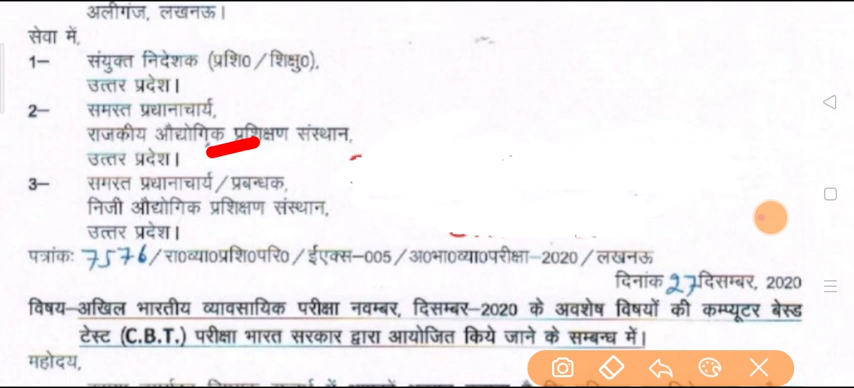 अलीगंज, लखनऊ।
सेवा में,
1— संयुक्त निदेशक (प्रशि0/शिक्षु0),
उत्तर प्रदेश।
2— समस्त प्रधानाचार्य,
राजकीय औद्योगिक प्रशिक्षण संस्थान,
उत्तर प्रदेश।
3— समस्त प्रधानाचार्य/प्रबन्धक,
निजी औद्योगिक प्रशिक्षण संस्थान,
उत्तर प्रदेश।
पत्रांकः 7576/रा0व्या0प्रशि0परि0/ईएक्स-005/अ0भा0व्या0परीक्षा-2020/लखनऊ
दिनांक 27 दिसम्बर, 2020
विषय–अखिल भारतीय व्यावसायिक परीक्षा नवम्बर, दिसम्बर–2020 के अवशेष विषयों की कम्प्यूटर बेस्ड
टेस्ट (C.B.T.) परीक्षा भारत सरकार द्वारा आयोजित किये जाने के सम्बन्ध में।
महोदय,